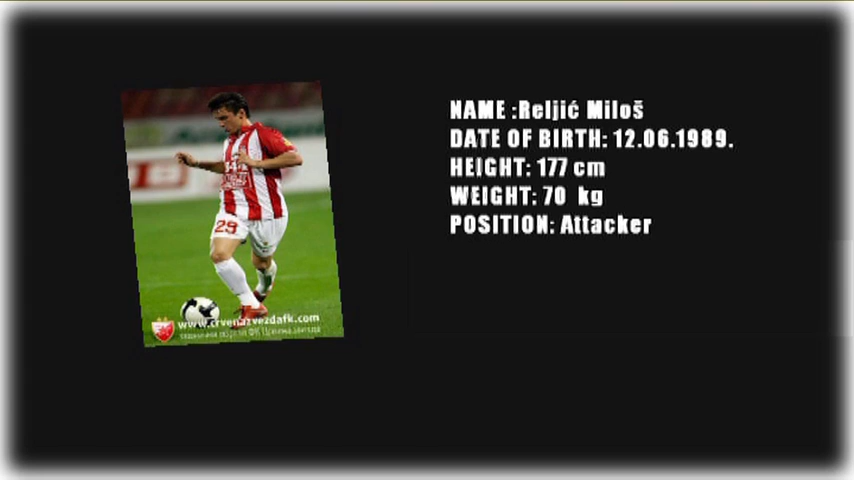 NAME :Reljić Miloš
DATE OF BIRTH: 12.06.1989.
HEIGHT: 177 cm
WEIGHT: 70 kg
POSITION: Attacker
29
www.crvenazvezdafk.com